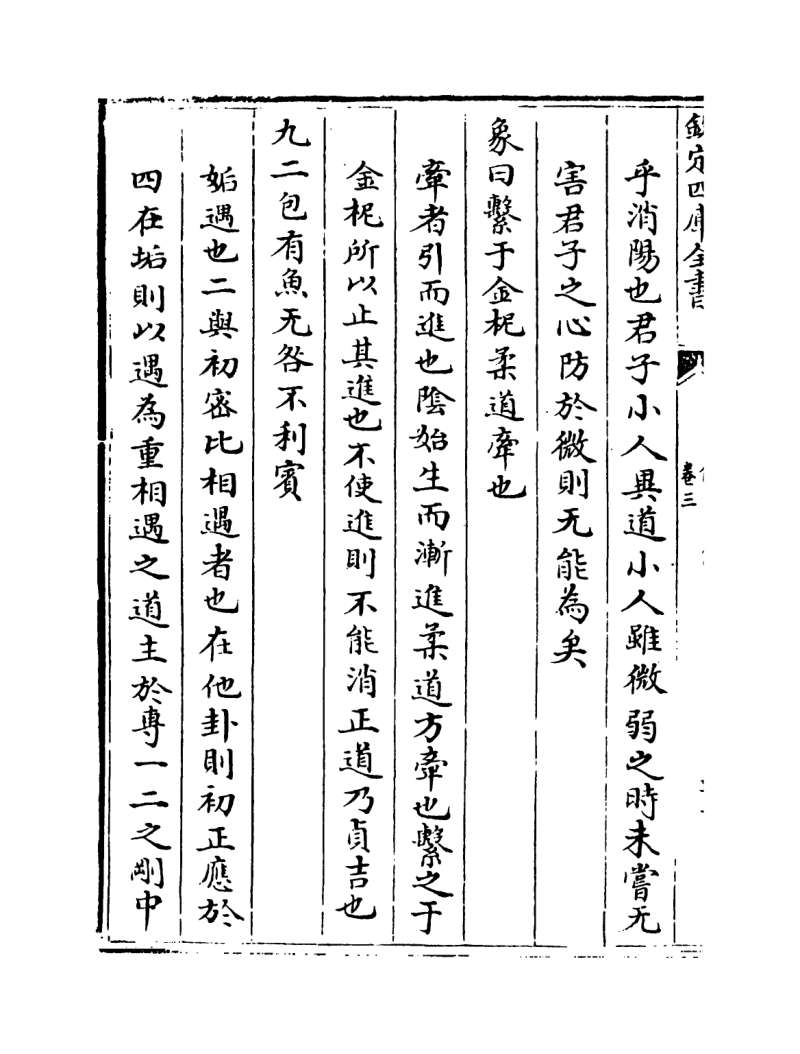 欽定四庫全書
卷三
乎消陽也君子小人異道小人雖微弱之時未嘗无
害君子之心防於微則无能為矣
象曰繫于金柅柔道牽也
牽者引而進也陰始生而漸進柔道方牽也繫之于
金柅所以止其進也不使進則不能消正道乃貞吉也
九二包有魚无咎不利賓
姤遇也二與初密比相遇者也在他卦則初正應於
四在姤則以遇為重相遇之道主於專一二之剛中